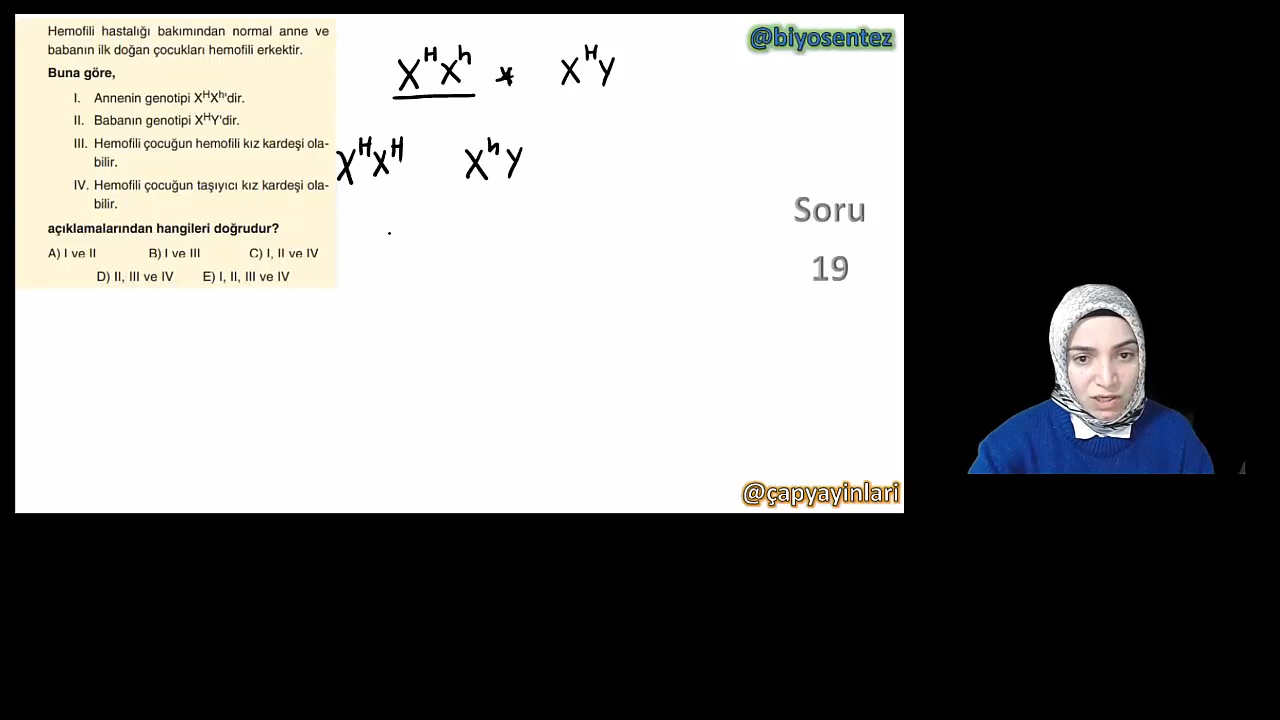 Hemofili hastalığı bakımından normal anne ve
babanın ilk doğan çocukları hemofili erkektir.
Buna göre,
I. Annenin genotipi XᴴXʰ'dir.
II. Babanın genotipi XᴴY'dir.
III. Hemofili çocuğun hemofili kız kardeşi ola-
bilir.
IV. Hemofili çocuğun taşıyıcı kız kardeşi ola-
bilir.
açıklamalarından hangileri doğrudur?
A) I ve II B) I ve III C) I, II ve IV
D) II, III ve IV E) I, II, III ve IV
XᴴXʰ * XᴴY
XᴴXᴴ XʰY
@biyosentez
Soru
19
@çapyayinlari